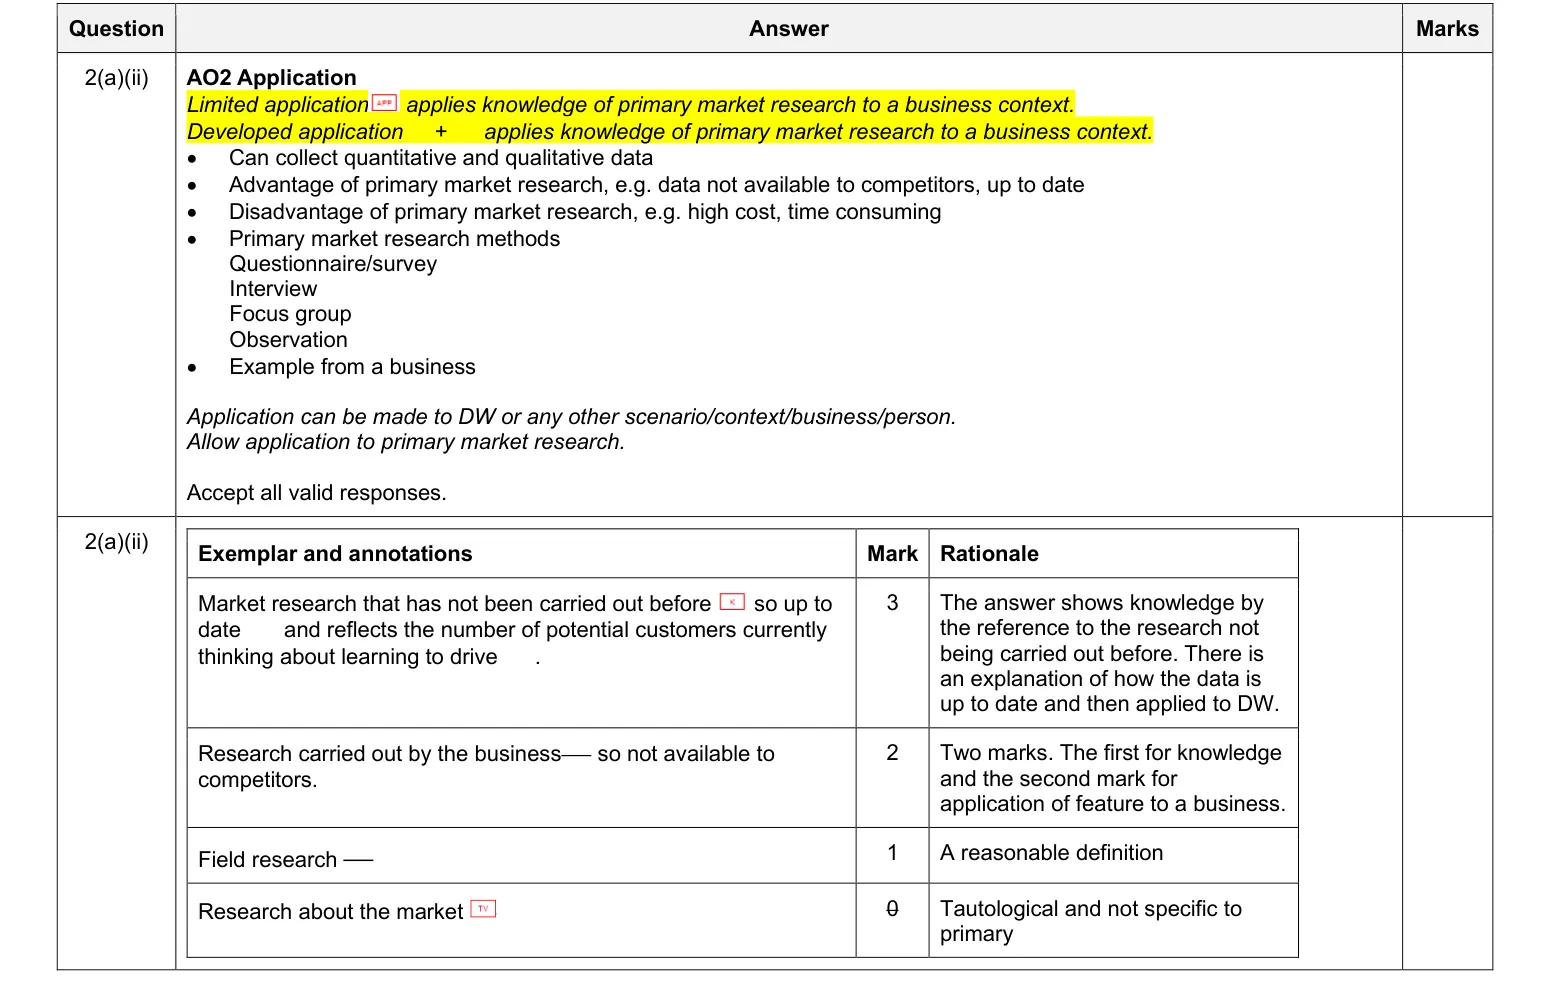 Question Answer Marks
2(a)(ii) AO2 Application
Limited application APP applies knowledge of primary market research to a business context.
Developed application + applies knowledge of primary market research to a business context.
• Can collect quantitative and qualitative data
• Advantage of primary market research, e.g. data not available to competitors, up to date
• Disadvantage of primary market research, e.g. high cost, time consuming
• Primary market research methods
Questionnaire/survey
Interview
Focus group
Observation
• Example from a business
Application can be made to DW or any other scenario/context/business/person.
Allow application to primary market research.
Accept all valid responses.
2(a)(ii)
Exemplar and annotations Mark Rationale
Market research that has not been carried out before K so up to
date and reflects the number of potential customers currently
thinking about learning to drive .
3
The answer shows knowledge by
the reference to the research not
being carried out before. There is
an explanation of how the data is
up to date and then applied to DW.
Research carried out by the business so not available to
competitors.
2
Two marks. The first for knowledge
and the second mark for
application of feature to a business.
Field research
1
A reasonable definition
Research about the market TV
0
Tautological and not specific to
primary